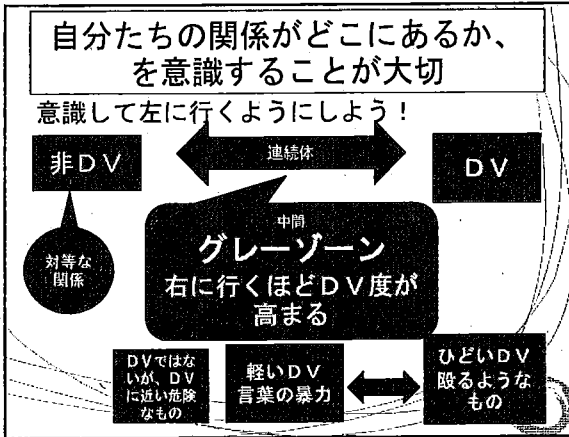 自分たちの関係がどこにあるか、
を意識することが大切
意識して左に行くようにしよう！
非ＤＶ
連続体
ＤＶ
対等な
関係
中間
グレーゾーン
右に行くほどＤＶ度が
高まる
ＤＶではな
いが、ＤＶ
に近い危険
なもの
軽いＤＶ
言葉の暴力
ひどいＤＶ
殴るような
もの